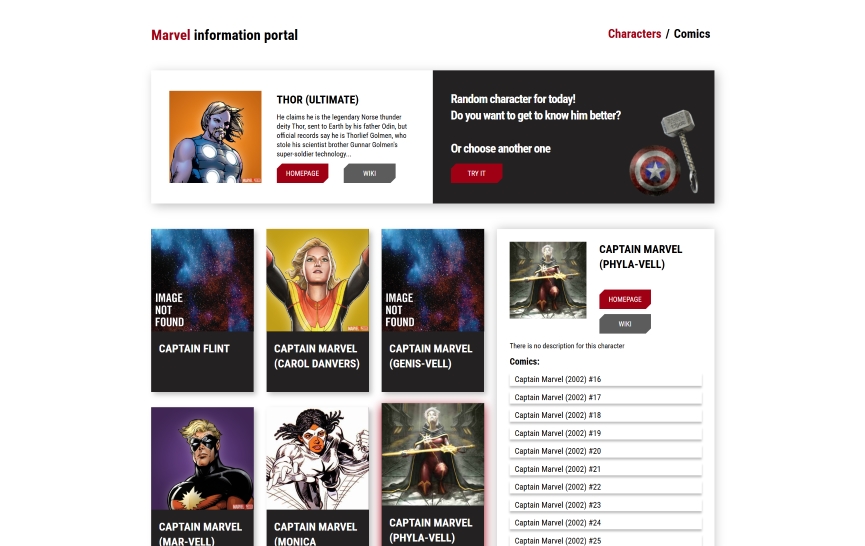 Marvel information portal
Characters / Comics
THOR (ULTIMATE)
He claims he is the legendary Norse thunder
deity Thor, sent to Earth by his father Odin, but
official records say he is Thorlief Golmen, who
stole his scientist brother Gunnar Golmen's
super-soldier technology...
HOMEPAGE
WIKI
Random character for today!
Do you want to get to know him better?
Or choose another one
TRY IT
IMAGE
NOT
FOUND
CAPTAIN FLINT
CAPTAIN MARVEL
(CAROL DANVERS)
IMAGE
NOT
FOUND
CAPTAIN MARVEL
(GENIS-VELL)
CAPTAIN MARVEL
(MAR-VELL)
CAPTAIN MARVEL
(MONICA
CAPTAIN MARVEL
(PHYLA-VELL)
CAPTAIN MARVEL
(PHYLA-VELL)
HOMEPAGE
WIKI
There is no description for this character
Comics:
Captain Marvel (2002) #16
Captain Marvel (2002) #17
Captain Marvel (2002) #18
Captain Marvel (2002) #19
Captain Marvel (2002) #20
Captain Marvel (2002) #21
Captain Marvel (2002) #22
Captain Marvel (2002) #23
Captain Marvel (2002) #24
Captain Marvel (2002) #25